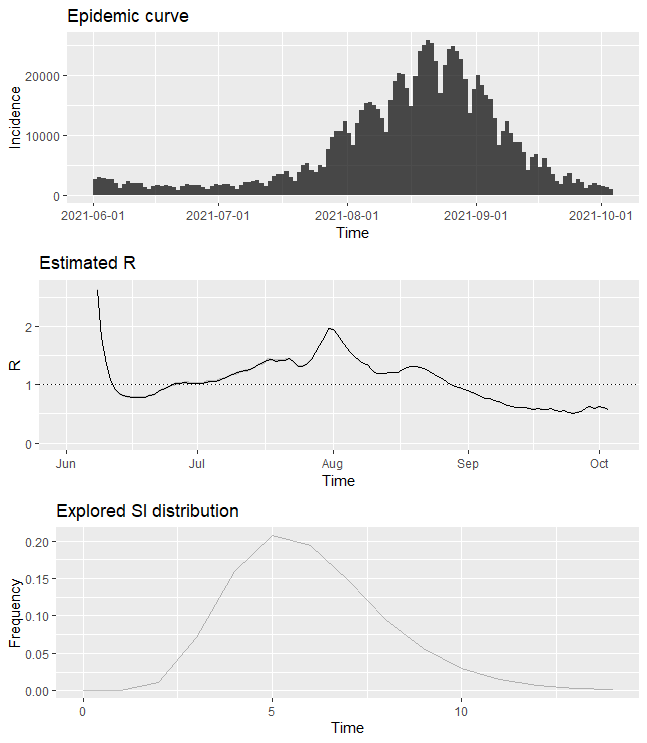 Epidemic curve
Incidence
20000
10000
0
2021-06-01 2021-07-01 2021-08-01 2021-09-01 2021-10-01
Time
Estimated R
R
2
1
0
Jun Jul Aug Sep Oct
Time
Explored SI distribution
Frequency
0.20
0.15
0.10
0.05
0.00
0 5 10
Time